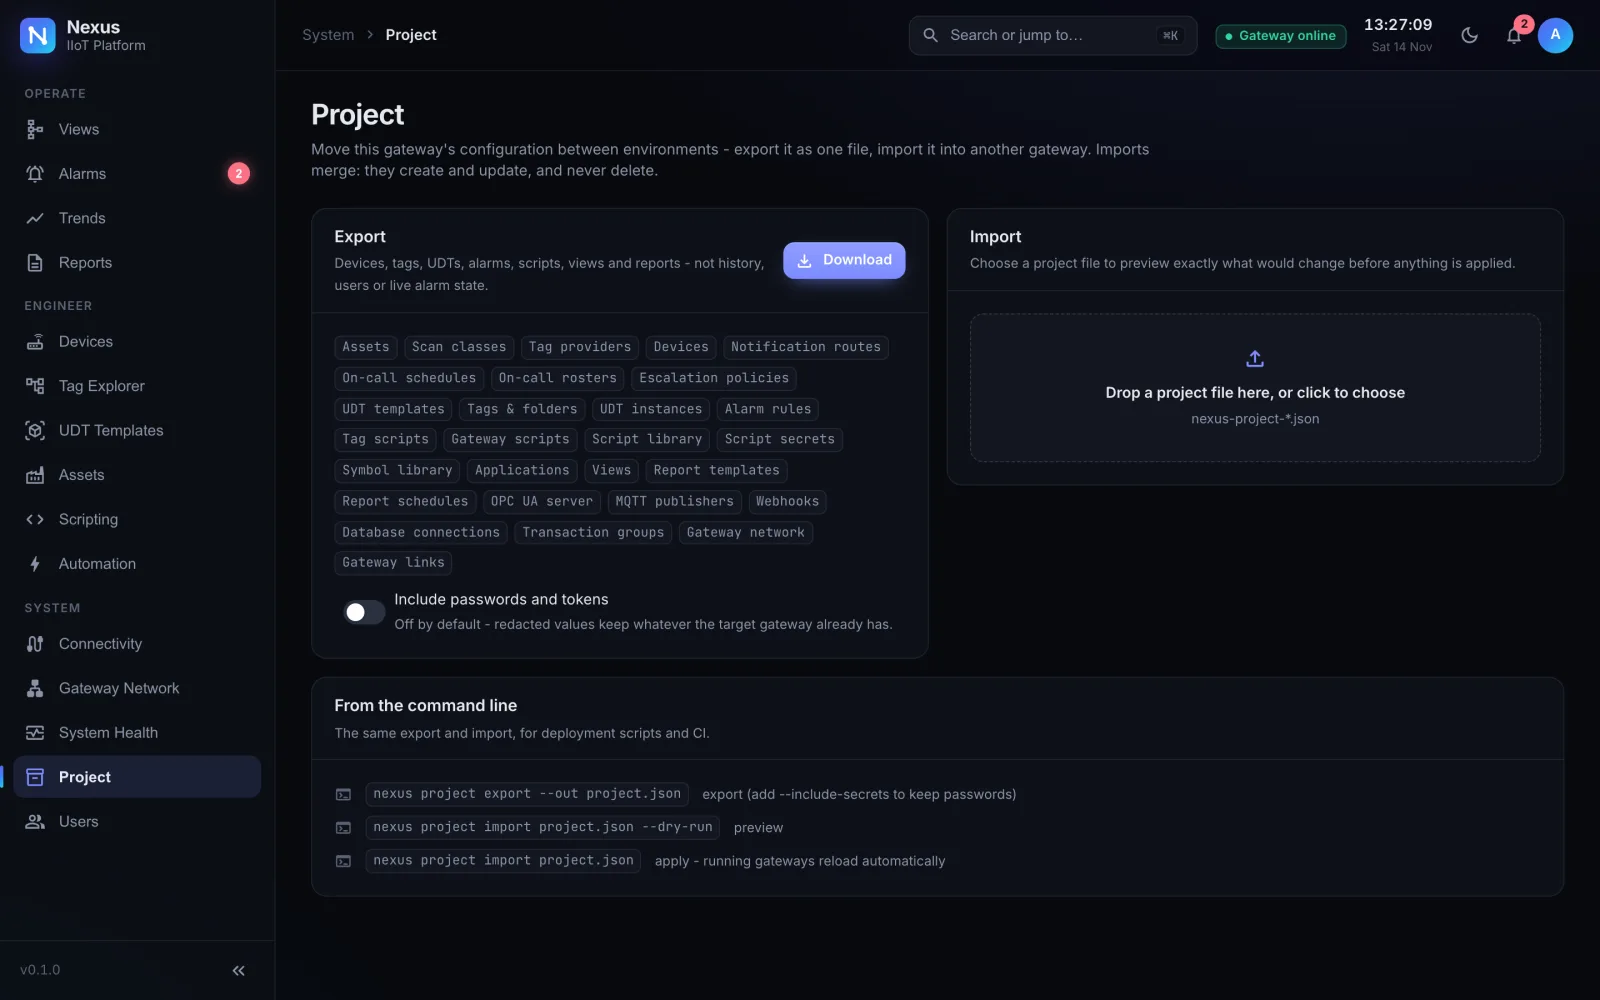 Nexus
IIoT Platform
OPERATE
Views
Alarms
2
Trends
Reports
ENGINEER
Devices
Tag Explorer
UDT Templates
Assets
Scripting
Automation
SYSTEM
Connectivity
Gateway Network
System Health
Project
Users
v0.1.0
System
Project
Search or jump to…
⌘K
Gateway online
13:27:09
Sat 14 Nov
2
A
Project
Move this gateway's configuration between environments - export it as one file, import it into another gateway. Imports
merge: they create and update, and never delete.
Export
Devices, tags, UDTs, alarms, scripts, views and reports - not history,
users or live alarm state.
Download
Assets Scan classes Tag providers Devices Notification routes
On-call schedules On-call rosters Escalation policies
UDT templates Tags & folders UDT instances Alarm rules
Tag scripts Gateway scripts Script library Script secrets
Symbol library Applications Views Report templates
Report schedules OPC UA server MQTT publishers Webhooks
Database connections Transaction groups Gateway network
Gateway links
Include passwords and tokens
Off by default - redacted values keep whatever the target gateway already has.
Import
Choose a project file to preview exactly what would change before anything is applied.
Drop a project file here, or click to choose
nexus-project-*.json
From the command line
The same export and import, for deployment scripts and CI.
nexus project export --out project.json export (add --include-secrets to keep passwords)
nexus project import project.json --dry-run preview
nexus project import project.json apply - running gateways reload automatically